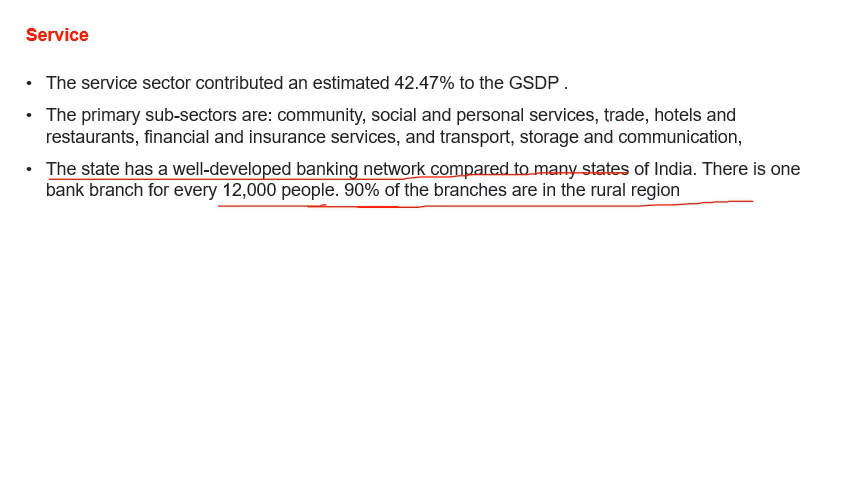 Service
• The service sector contributed an estimated 42.47% to the GSDP .
• The primary sub-sectors are: community, social and personal services, trade, hotels and
restaurants, financial and insurance services, and transport, storage and communication,
• The state has a well-developed banking network compared to many states of India. There is one
bank branch for every 12,000 people. 90% of the branches are in the rural region